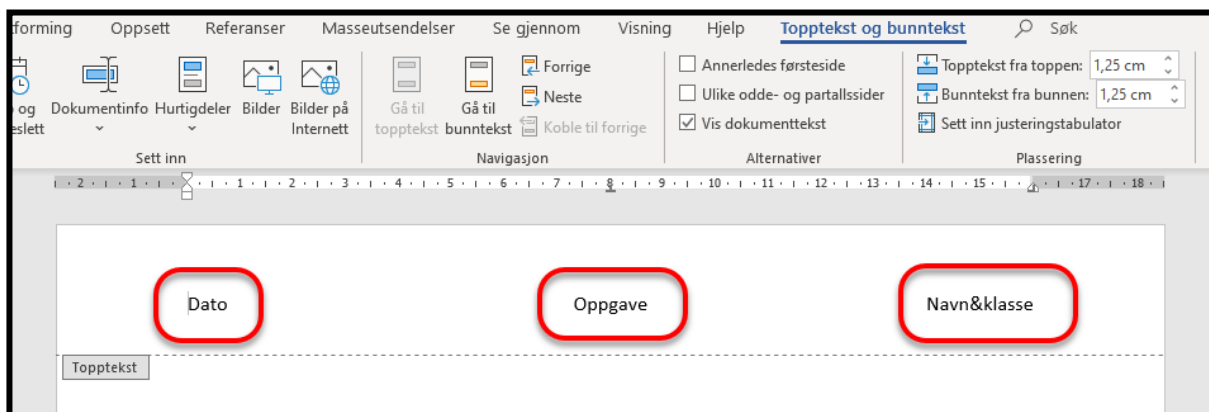 tforming Oppsett Referanser Masseutsendelser Se gjennom Visning Hjelp Topptekst og bunntekst Søk
Forrige Annerledes førsteside Topptekst fra toppen: 1,25 cm
og Dokumentinfo Hurtigdeler Bilder Bilder på Gå til Gå til Neste Ulike odde- og partallssider Bunntekst fra bunnen: 1,25 cm
eslett Internett topptekst bunntekst Koble til forrige Vis dokumenttekst Sett inn justeringstabulator
Sett inn Navigasjon Alternativer Plassering
2 1 1 2 3 4 5 6 7 8 9 10 11 12 13 14 15 17 18
Dato Oppgave Navn&klasse
Topptekst